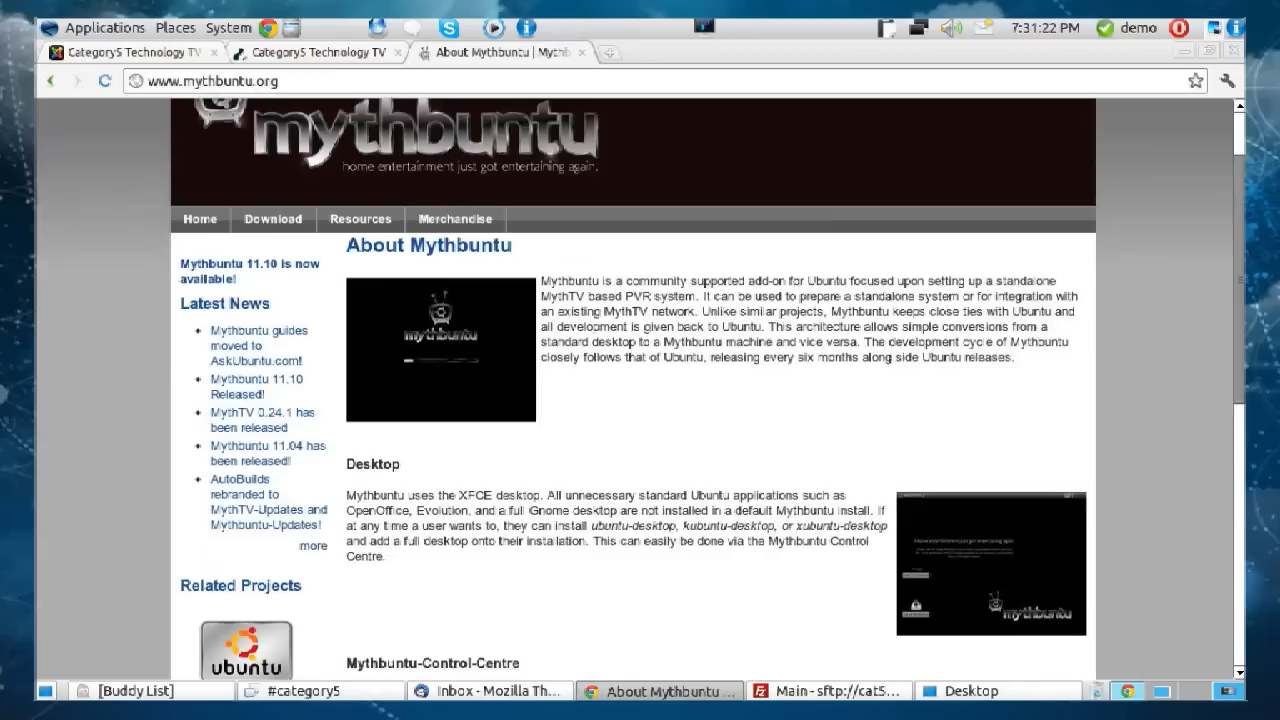 Applications Places System 7:31:22 PM demo
Category5 Technology TV Category5 Technology TV About Mythbuntu | Mythb
www.mythbuntu.org
mythbuntu
home entertainment just got entertaining again.
Home Download Resources Merchandise
Mythbuntu 11.10 is now
available!
Latest News
Mythbuntu guides
moved to
AskUbuntu.com!
Mythbuntu 11.10
Released!
MythTV 0.24.1 has
been released
Mythbuntu 11.04 has
been released!
AutoBuilds
rebranded to
MythTV-Updates and
Mythbuntu-Updates!
more
Related Projects
ubuntu
About Mythbuntu
mythbuntu
Mythbuntu is a community supported add-on for Ubuntu focused upon setting up a standalone
MythTV based PVR system. It can be used to prepare a standalone system or for integration with
an existing MythTV network. Unlike similar projects, Mythbuntu keeps close ties with Ubuntu and
all development is given back to Ubuntu. This architecture allows simple conversions from a
standard desktop to a Mythbuntu machine and vice versa. The development cycle of Mythbuntu
closely follows that of Ubuntu, releasing every six months along side Ubuntu releases.
Desktop
Mythbuntu uses the XFCE desktop. All unnecessary standard Ubuntu applications such as
OpenOffice, Evolution, and a full Gnome desktop are not installed in a default Mythbuntu install. If
at any time a user wants to, they can install ubuntu-desktop, kubuntu-desktop, or xubuntu-desktop
and add a full desktop onto their installation. This can easily be done via the Mythbuntu Control
Centre.
mythbuntu
Mythbuntu-Control-Centre
[Buddy List] #category5 Inbox - Mozilla Th... About Mythbuntu ... Main - sftp://cat5... Desktop